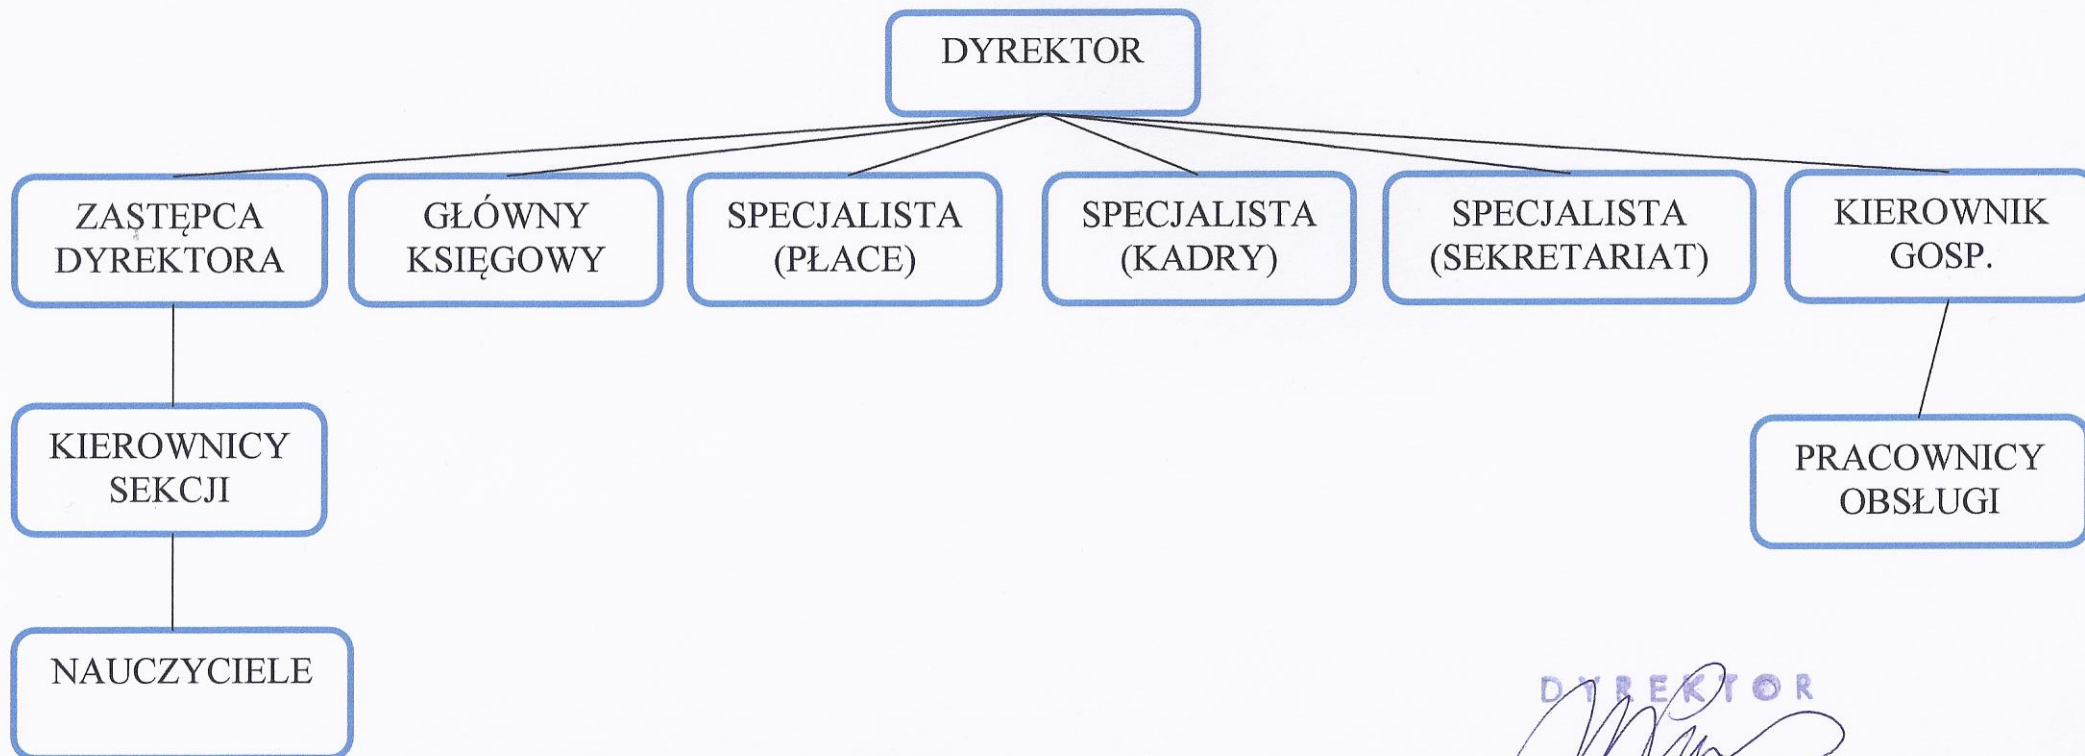 DYREKTOR
ZASTĘPCA
DYREKTORA
GŁÓWNY
KSIĘGOWY
SPECJALISTA
(PŁACE)
SPECJALISTA
(KADRY)
SPECJALISTA
(SEKRETARIAT)
KIEROWNIK
GOSP.
KIEROWNICY
SEKCJI
PRACOWNICY
OBSŁUGI
NAUCZYCIELE
DYREKTOR